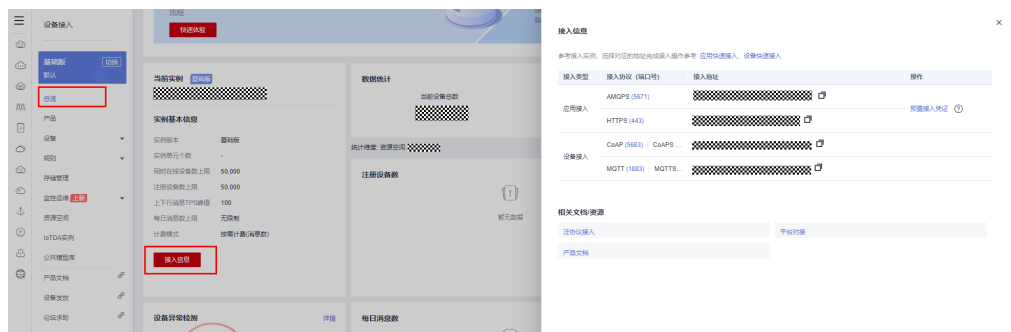 设备接入
流程
快速体验
基础版
切换
默认
总览
产品
设备
规则
存储管理
监控运维 上新
资源空间
IoTDA实例
公共模型库
产品文档
设备发放
论坛求助
当前实例 基础版
实例基本信息
实例版本 基础版
实例单元个数 -
同时在线设备数上限 50,000
注册设备数上限 50,000
上下行消息TPS峰值 100
每日消息数上限 无限制
计费模式 按需计费(消息数)
接入信息
设备异常检测 详情
数据统计
当前设备总数
统计维度: 资源空间
注册设备数
暂无数据
每日消息数
接入信息
参考接入实例、选择对应的地址完成接入操作参考: 应用快速接入、设备快速接入
接入类型 接入协议 (端口号) 接入地址 操作
应用接入
AMQPS (5671)
HTTPS (443)
预置接入凭证
设备接入
CoAP (5683) | CoAPS ...
MQTT (1883) | MQTTS...
相关文档/资源
泛协议接入
平台对接
产品文档